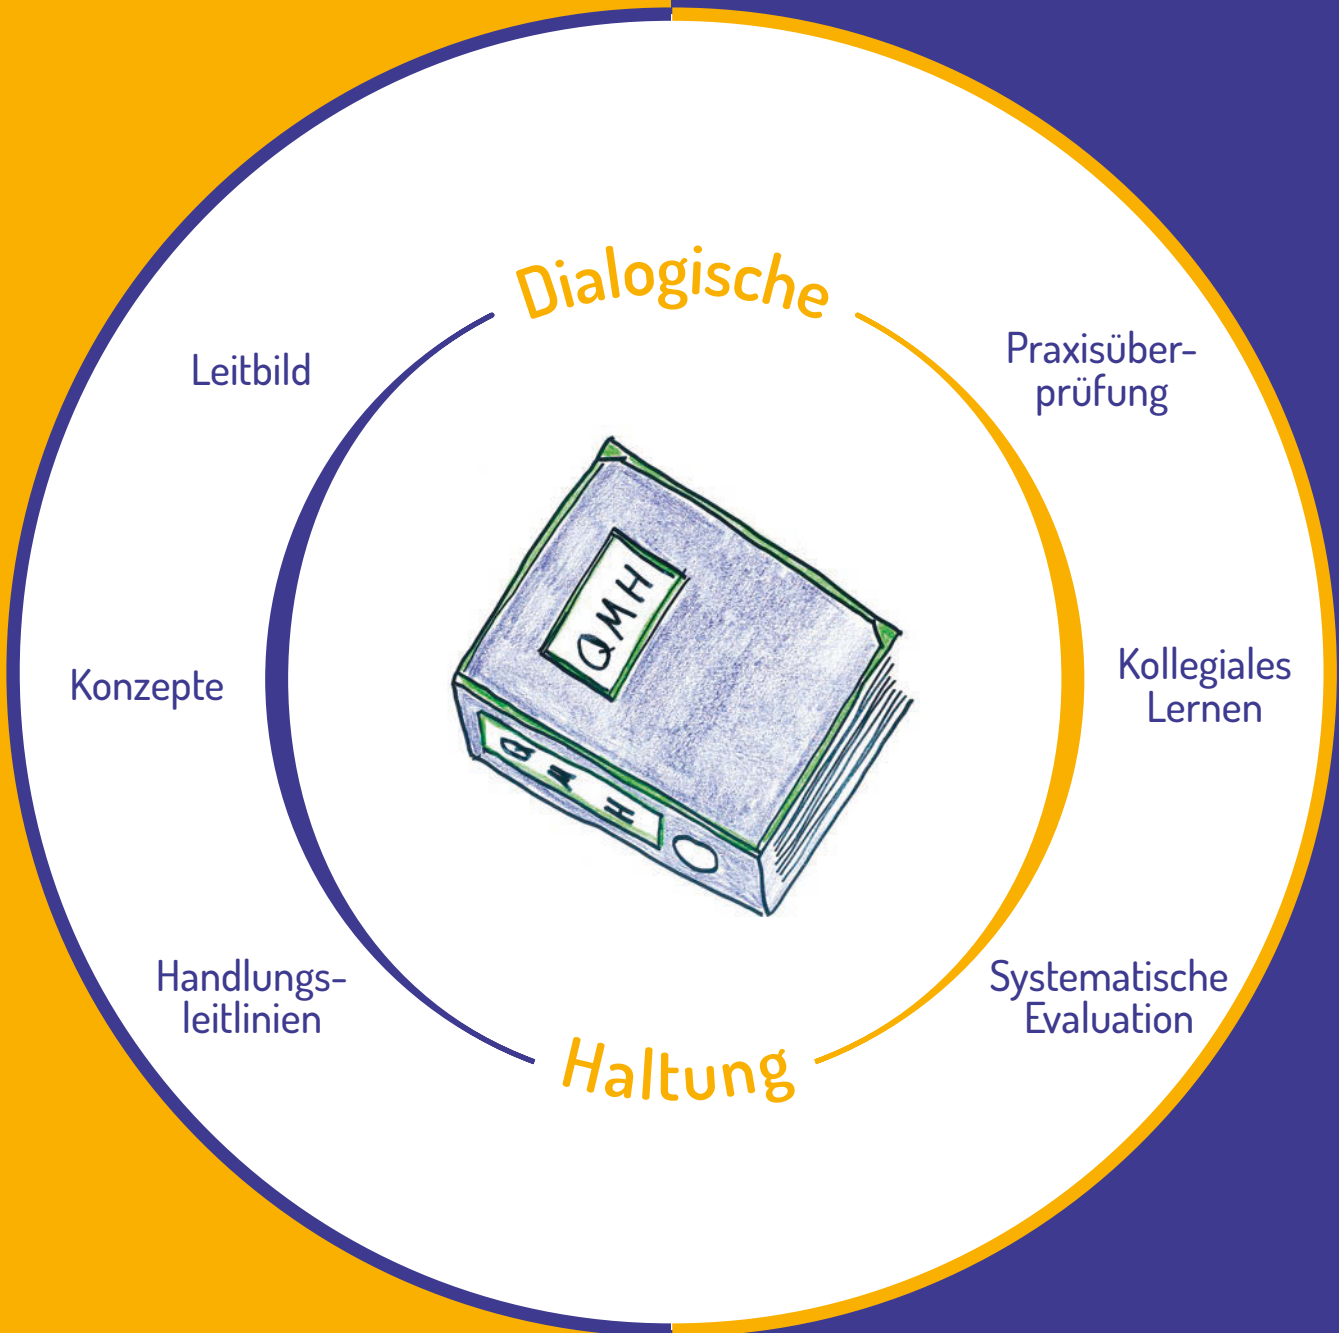 Dialogische
Leitbild
Praxisüber-
prüfung
QMH
Konzepte
Kollegiales
Lernen
QMH
Handlungs-
leitlinien
Systematische
Evaluation
Haltung